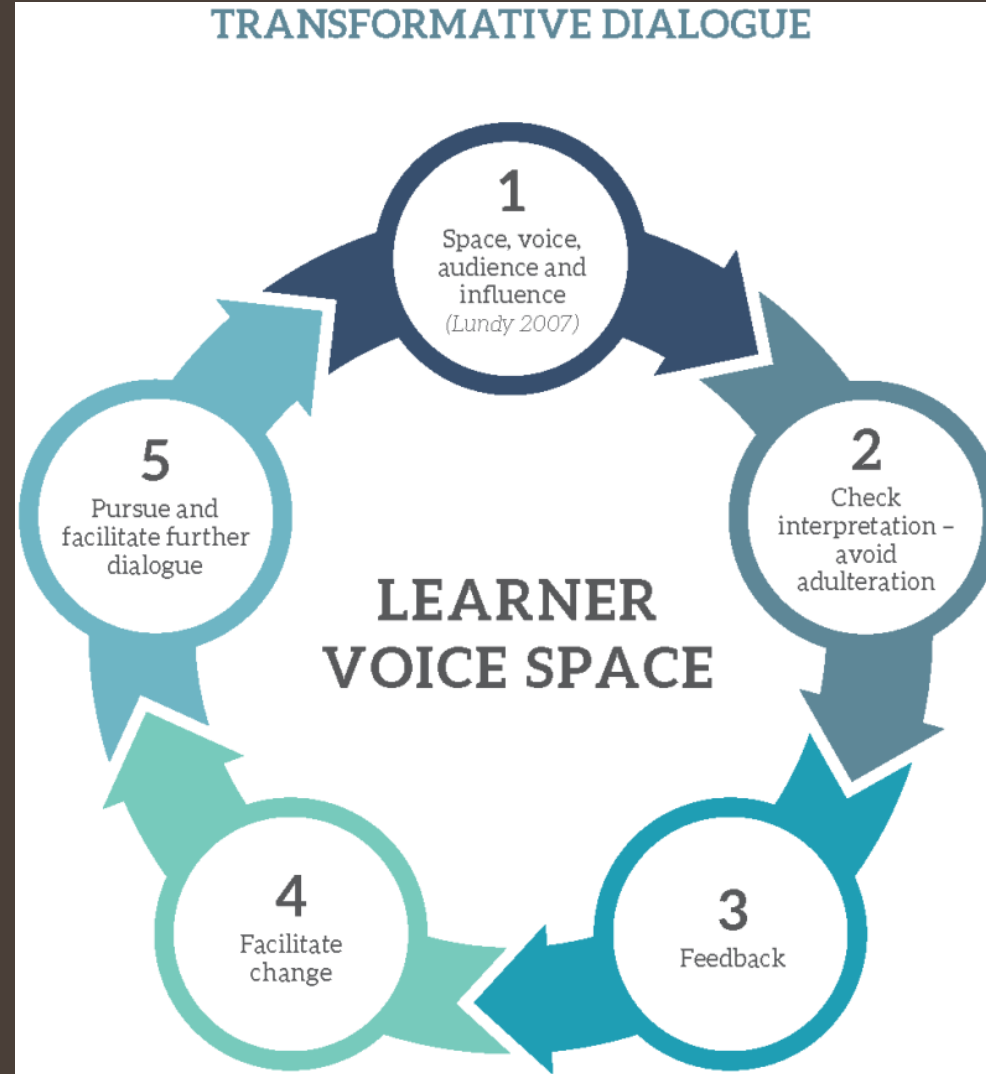 TRANSFORMATIVE DIALOGUE
1
Space, voice,
audience and
influence
(Lundy 2007)
2
Check
interpretation –
avoid
adulteration
3
Feedback
4
Facilitate
change
5
Pursue and
facilitate further
dialogue
LEARNER
VOICE SPACE